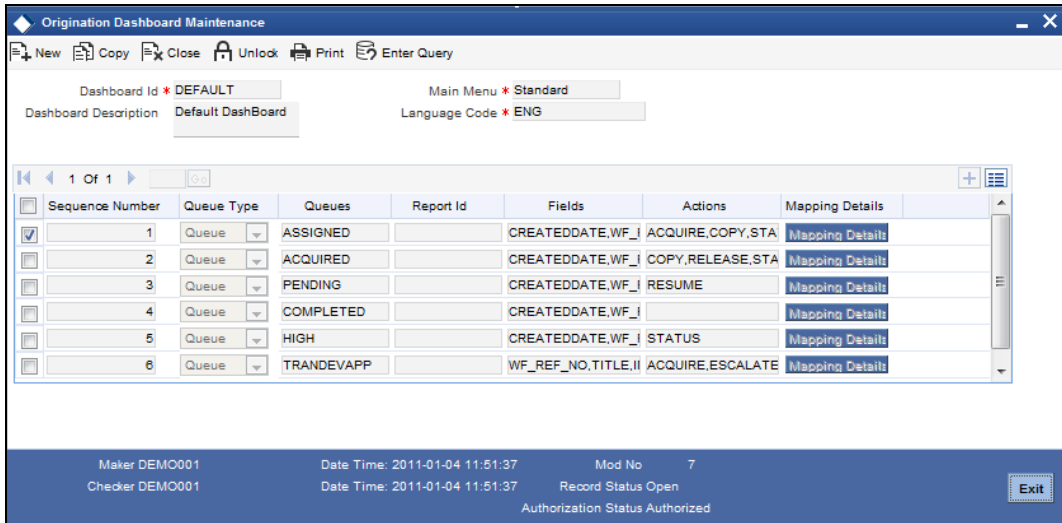 Origination Dashboard Maintenance
New Copy Close Unlock Print Enter Query
Dashboard Id * DEFAULT Main Menu * Standard
Dashboard Description Default DashBoard Language Code * ENG
1 Of 1 Go
Sequence Number Queue Type Queues Report Id Fields Actions Mapping Details
1 Queue ASSIGNED CREATEDDATE,WF_ ACQUIRE,COPY,STA Mapping Details
2 Queue ACQUIRED CREATEDDATE,WF_ COPY,RELEASE,STA Mapping Details
3 Queue PENDING CREATEDDATE,WF_ RESUME Mapping Details
4 Queue COMPLETED CREATEDDATE,WF_ Mapping Details
5 Queue HIGH CREATEDDATE,WF_ STATUS Mapping Details
6 Queue TRANDEVAPP WF_REF_NO,TITLE,I ACQUIRE,ESCALATE Mapping Details
Maker DEMO001 Date Time: 2011-01-04 11:51:37 Mod No 7
Checker DEMO001 Date Time: 2011-01-04 11:51:37 Record Status Open
Authorization Status Authorized
Exit